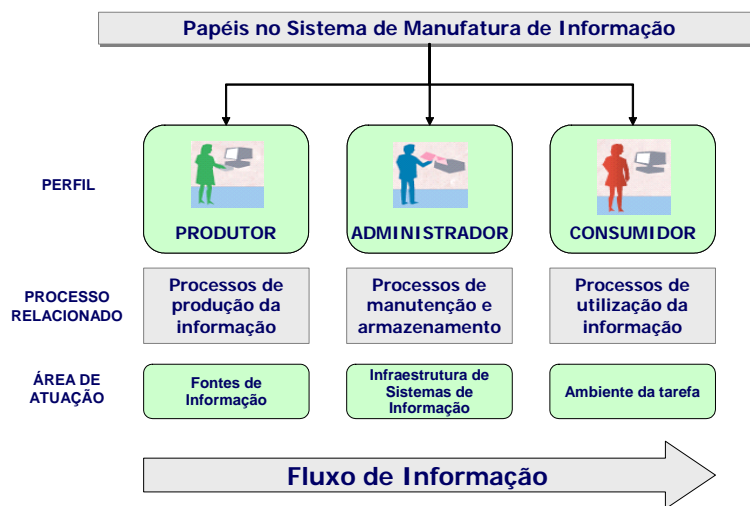 Papéis no Sistema de Manufatura de Informação
PERFIL
PRODUTOR
ADMINISTRADOR
CONSUMIDOR
PROCESSO
RELACIONADO
Processos de
produção da
informação
Processos de
manutenção e
armazenamento
Processos de
utilização da
informação
ÁREA DE
ATUAÇÃO
Fontes de
Informação
Infraestrutura de
Sistemas de
Informação
Ambiente da tarefa
Fluxo de Informação